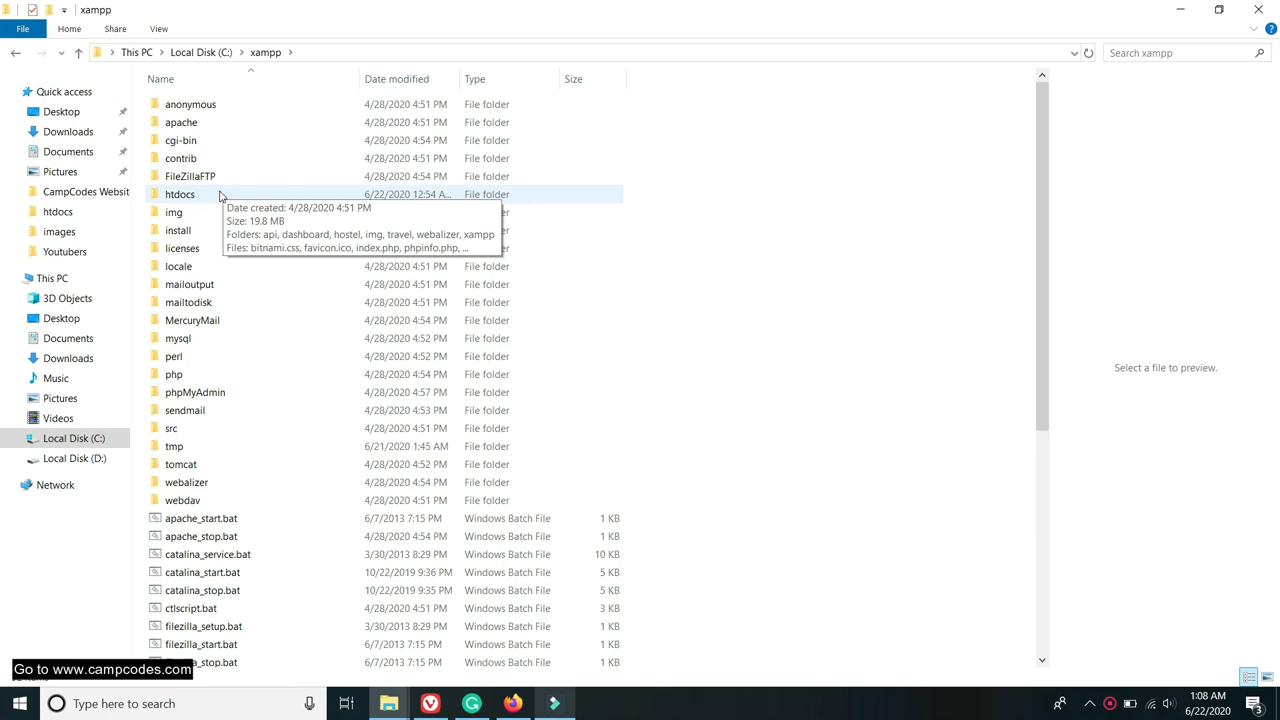 xampp
File Home Share View
This PC Local Disk (C:) xampp
Search xampp
Name Date modified Type Size
Quick access
Desktop
Downloads
Documents
Pictures
CampCodes Websit
htdocs
images
Youtubers
This PC
3D Objects
Desktop
Documents
Downloads
Music
Pictures
Videos
Local Disk (C:)
Local Disk (D:)
Network
anonymous 4/28/2020 4:51 PM File folder
apache 4/28/2020 4:51 PM File folder
cgi-bin 4/28/2020 4:54 PM File folder
contrib 4/28/2020 4:51 PM File folder
FileZillaFTP 4/28/2020 4:54 PM File folder
htdocs 6/22/2020 12:54 A... File folder
img File folder
install File folder
licenses File folder
Date created: 4/28/2020 4:51 PM
Size: 19.8 MB
Folders: api, dashboard, hostel, img, travel, webalizer, xampp
Files: bitnami.css, favicon.ico, index.php, phpinfo.php, ...
locale 4/28/2020 4:51 PM File folder
mailoutput 4/28/2020 4:51 PM File folder
mailtodisk 4/28/2020 4:51 PM File folder
MercuryMail 4/28/2020 4:54 PM File folder
mysql 4/28/2020 4:52 PM File folder
perl 4/28/2020 4:52 PM File folder
php 4/28/2020 4:54 PM File folder
phpMyAdmin 4/28/2020 4:57 PM File folder
sendmail 4/28/2020 4:53 PM File folder
src 4/28/2020 4:51 PM File folder
tmp 6/21/2020 1:45 AM File folder
tomcat 4/28/2020 4:52 PM File folder
webalizer 4/28/2020 4:54 PM File folder
webdav 4/28/2020 4:51 PM File folder
apache_start.bat 6/7/2013 7:15 PM Windows Batch File 1 KB
apache_stop.bat 4/28/2020 4:54 PM Windows Batch File 1 KB
catalina_service.bat 3/30/2013 8:29 PM Windows Batch File 10 KB
catalina_start.bat 10/22/2019 9:36 PM Windows Batch File 5 KB
catalina_stop.bat 10/22/2019 9:35 PM Windows Batch File 5 KB
ctlscript.bat 4/28/2020 4:51 PM Windows Batch File 3 KB
filezilla_setup.bat 3/30/2013 8:29 PM Windows Batch File 1 KB
filezilla_start.bat 6/7/2013 7:15 PM Windows Batch File 1 KB
a_stop.bat 6/7/2013 7:15 PM Windows Batch File 1 KB
Select a file to preview.
Go to www.campcodes.com
Type here to search
1:08 AM
6/22/2020
3